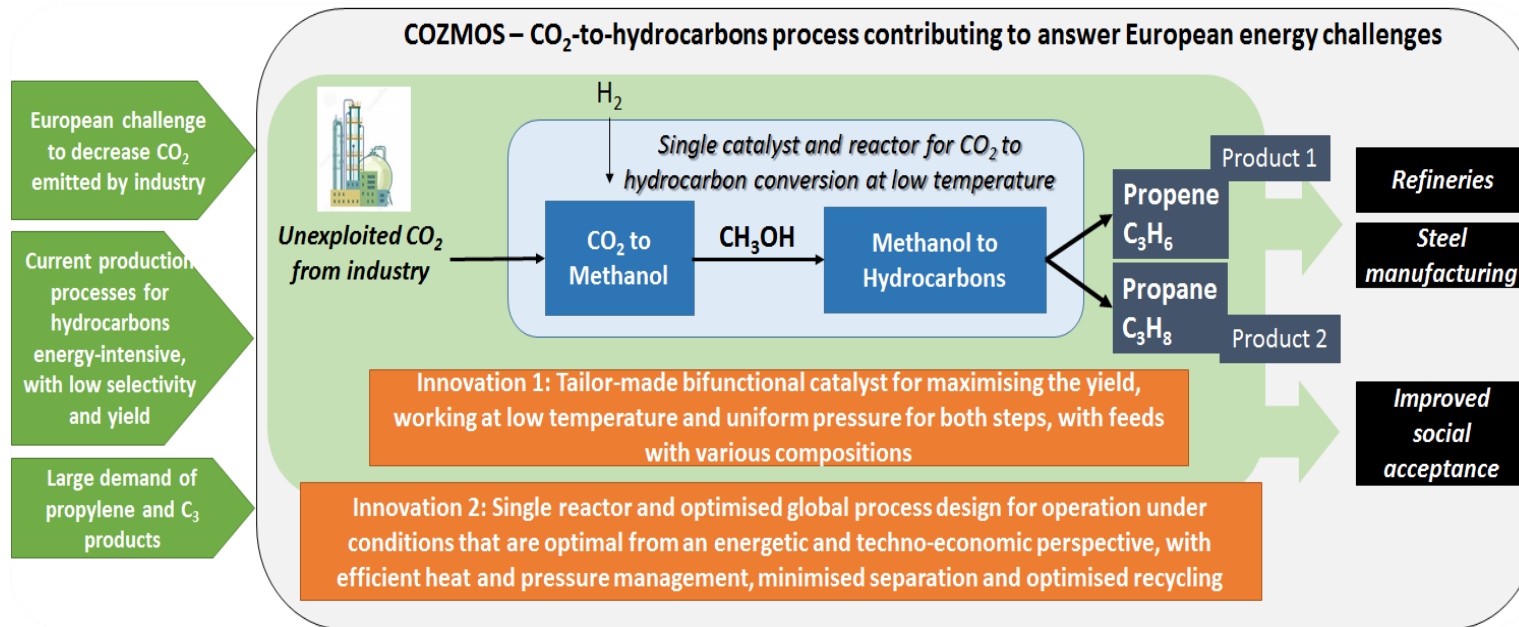 COZMOS – CO₂-to-hydrocarbons process contributing to answer European energy challenges
European challenge
to decrease CO₂
emitted by industry
Current production
processes for
hydrocarbons
energy-intensive,
with low selectivity
and yield
Large demand of
propylene and C₃
products
H₂
Single catalyst and reactor for CO₂ to
hydrocarbon conversion at low temperature
Unexploited CO₂
from industry
CO₂ to
Methanol
CH₃OH
Methanol to
Hydrocarbons
Product 1
Propene
C₃H₆
Propane
C₃H₈
Product 2
Innovation 1: Tailor-made bifunctional catalyst for maximising the yield,
working at low temperature and uniform pressure for both steps, with feeds
with various compositions
Innovation 2: Single reactor and optimised global process design for operation under
conditions that are optimal from an energetic and techno-economic perspective, with
efficient heat and pressure management, minimised separation and optimised recycling
Refineries
Steel
manufacturing
Improved
social
acceptance